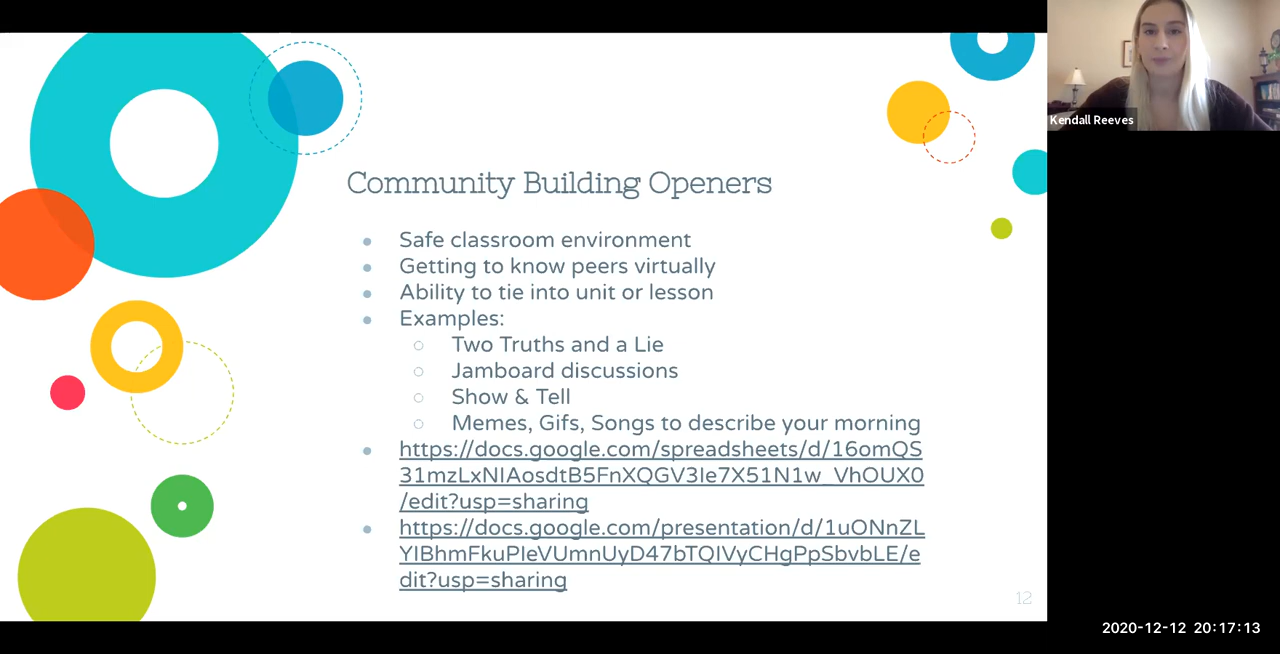 Community Building Openers
Safe classroom environment
Getting to know peers virtually
Ability to tie into unit or lesson
Examples:
Two Truths and a Lie
Jamboard discussions
Show & Tell
Memes, Gifs, Songs to describe your morning
https://docs.google.com/spreadsheets/d/16omQS
31mzLxNIAosdtB5FnXQGV3Ie7X51N1w_VhOUX0
/edit?usp=sharing
https://docs.google.com/presentation/d/1uONnZL
YIBhmFkuPIeVUmnUyD47bTQIVyCHgPpSbvbLE/e
dit?usp=sharing
12
Kendall Reeves
2020-12-12 20:17:13